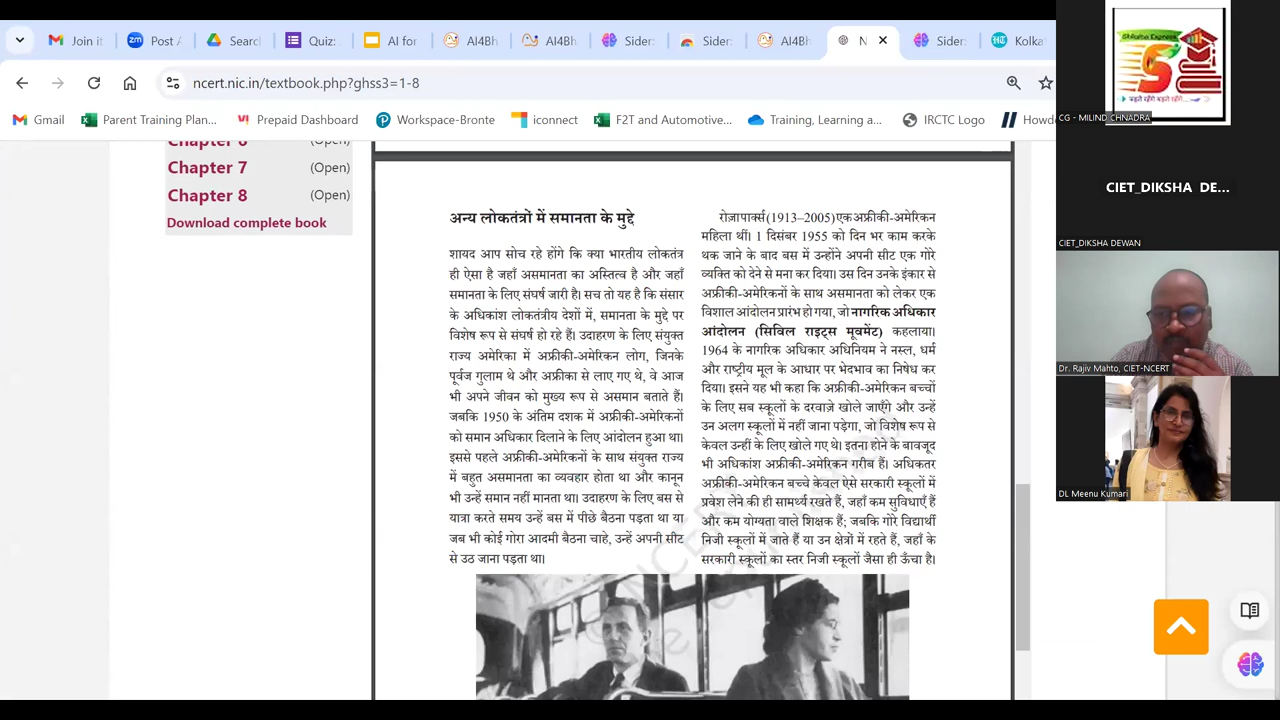 Join it
Post A
Search
Quiz:
AI for
AI4Bh
AI4Bh
Sider
Sider
AI4Bh
N
Sider
Kolkat
ncert.nic.in/textbook.php?ghss3=1-8
Gmail
Parent Training Plan...
Prepaid Dashboard
Workspace-Bronte
iconnect
F2T and Automotive...
Training, Learning a...
IRCTC Logo
Howdo
Chapter 6 (Open)
Chapter 7 (Open)
Chapter 8 (Open)
Download complete book
अन्य लोकतंत्रों में समानता के मुद्दे
शायद आप सोच रहे होंगे कि क्या भारतीय लोकतंत्र
ही ऐसा है जहाँ असमानता का अस्तित्व है और जहाँ
समानता के लिए संघर्ष जारी है। सच तो यह है कि संसार
के अधिकांश लोकतंत्रीय देशों में, समानता के मुद्दे पर
विशेष रूप से संघर्ष हो रहे हैं। उदाहरण के लिए संयुक्त
राज्य अमेरिका में अफ्रीकी-अमेरिकन लोग, जिनके
पूर्वज गुलाम थे और अफ्रीका से लाए गए थे, वे आज
भी अपने जीवन को मुख्य रूप से असमान बताते हैं।
जबकि 1950 के अंतिम दशक में अफ्रीकी-अमेरिकनों
को समान अधिकार दिलाने के लिए आंदोलन हुआ था।
इससे पहले अफ्रीकी-अमेरिकनों के साथ संयुक्त राज्य
में बहुत असमानता का व्यवहार होता था और कानून
भी उन्हें समान नहीं मानता था। उदाहरण के लिए बस से
यात्रा करते समय उन्हें बस में पीछे बैठना पड़ता था या
जब भी कोई गोरा आदमी बैठना चाहे, उन्हें अपनी सीट
से उठ जाना पड़ता था।
रोज़ा पार्क्स (1913–2005) एक अफ्रीकी-अमेरिकन
महिला थीं। 1 दिसंबर 1955 को दिन भर काम करके
थक जाने के बाद बस में उन्होंने अपनी सीट एक गोरे
व्यक्ति को देने से मना कर दिया। उस दिन उनके इंकार से
अफ्रीकी-अमेरिकनों के साथ असमानता को लेकर एक
विशाल आंदोलन प्रारंभ हो गया, जो नागरिक अधिकार
आंदोलन (सिविल राइट्स मूवमेंट) कहलाया।
1964 के नागरिक अधिकार अधिनियम ने नस्ल, धर्म
और राष्ट्रीय मूल के आधार पर भेदभाव का निषेध कर
दिया। इसने यह भी कहा कि अफ्रीकी-अमेरिकन बच्चों
के लिए सब स्कूलों के दरवाज़े खोले जाएँगे और उन्हें
उन अलग स्कूलों में नहीं जाना पड़ेगा, जो विशेष रूप से
केवल उन्हीं के लिए खोले गए थे। इतना होने के बावजूद
भी अधिकांश अफ्रीकी-अमेरिकन गरीब हैं। अधिकतर
अफ्रीकी-अमेरिकन बच्चे केवल ऐसे सरकारी स्कूलों में
प्रवेश लेने की ही सामर्थ्य रखते हैं, जहाँ कम सुविधाएँ हैं
और कम योग्यता वाले शिक्षक हैं; जबकि गोरे विद्यार्थी
निजी स्कूलों में जाते हैं या उन क्षेत्रों में रहते हैं, जहाँ के
सरकारी स्कूलों का स्तर निजी स्कूलों जैसा ही ऊँचा है।
Shiksha Express
पढ़ते रहेंगे बढ़ते रहेंगे...
CG - MILIND CHNADRA
CIET_DIKSHA DE...
CIET_DIKSHA DEWAN
Dr. Rajiv Mahto, CIET-NCERT
DL Meenu Kumari